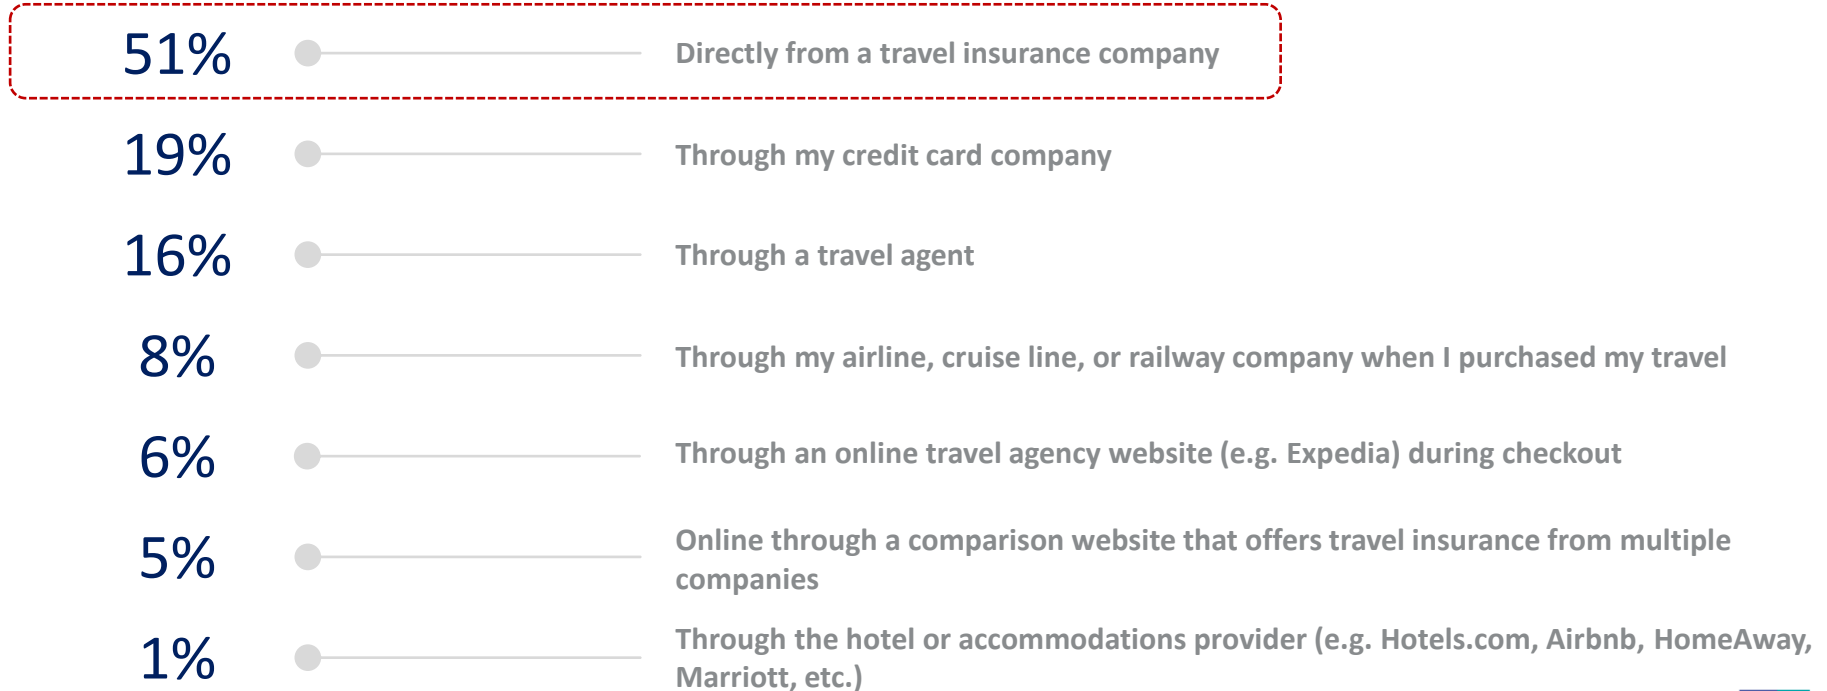 51% Directly from a travel insurance company
19% Through my credit card company
16% Through a travel agent
8% Through my airline, cruise line, or railway company when I purchased my travel
6% Through an online travel agency website (e.g. Expedia) during checkout
5% Online through a comparison website that offers travel insurance from multiple
companies
1% Through the hotel or accommodations provider (e.g. Hotels.com, Airbnb, HomeAway,
Marriott, etc.)